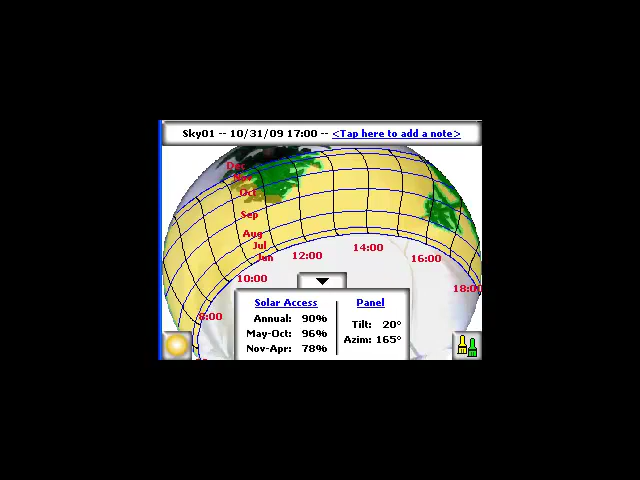 Sky01 -- 10/31/09 17:00 -- <Tap here to add a note>
Dec
Nov
Oct
Sep
Aug
Jul
Jun
12:00
14:00
16:00
10:00
18:00
8:00
Solar Access
Annual: 90%
May-Oct: 96%
Nov-Apr: 78%
Panel
Tilt: 20°
Azim: 165°